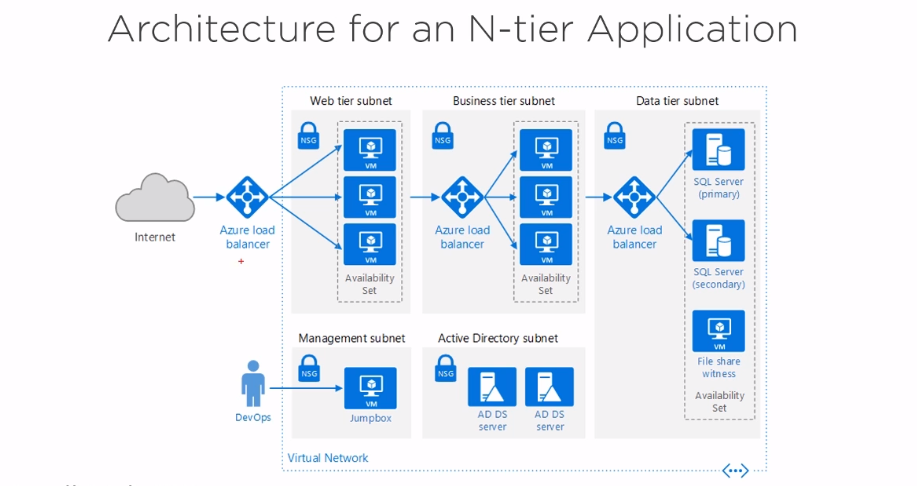 Architecture for an N-tier Application
Web tier subnet
Business tier subnet
Data tier subnet
NSG
VM
VM
VM
Availability
Set
NSG
VM
VM
VM
Availability
Set
NSG
SQL Server
(primary)
SQL Server
(secondary)
VM
File share
witness
Availability
Set
Internet
Azure load
balancer
+
Azure load
balancer
Azure load
balancer
Management subnet
Active Directory subnet
NSG
VM
Jumpbox
DevOps
NSG
AD DS
server
AD DS
server
Virtual Network